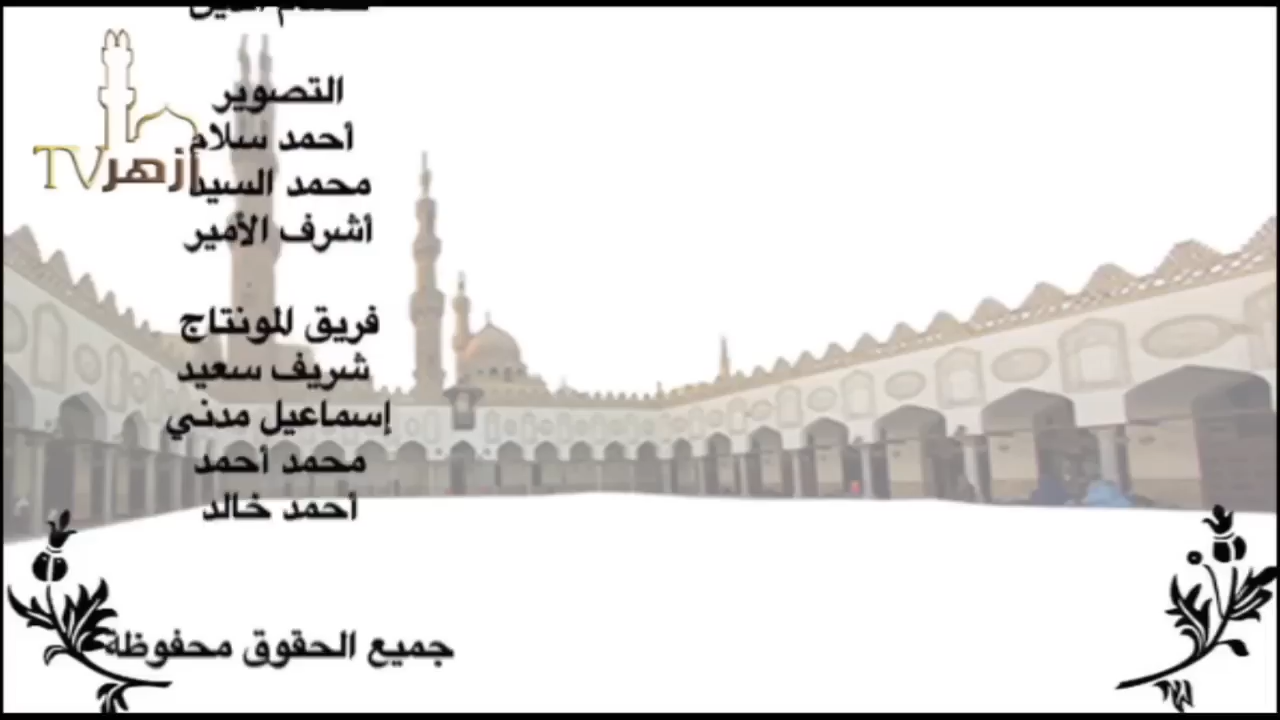 التصوير
أحمد سلام
محمد السيد
أشرف الأمير
أزهر TV
فريق المونتاج
شريف سعيد
إسماعيل مدني
محمد أحمد
أحمد خالد
جميع الحقوق محفوظة